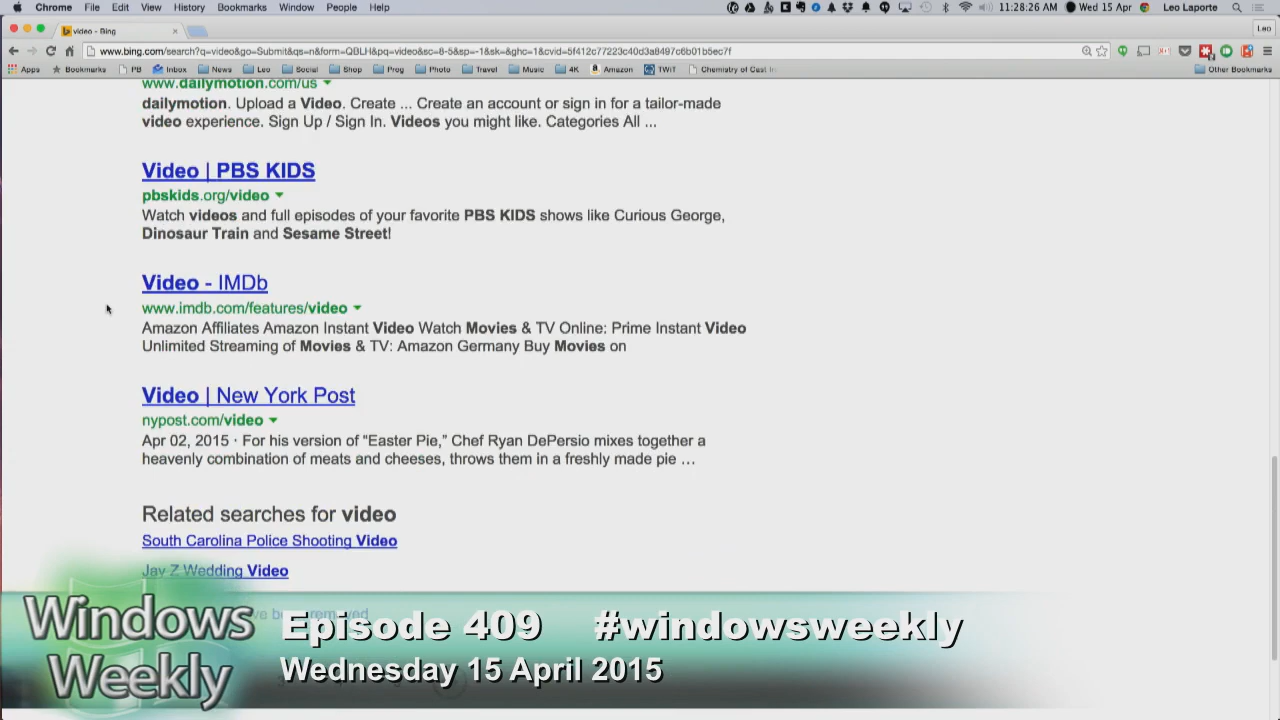 Chrome File Edit View History Bookmarks Window People Help 11:28:26 AM Wed 15 Apr Leo Laporte
video - Bing
Leo
www.bing.com/search?q=video&go=Submit&qs=n&form=QBLH&pq=video&sc=8-5&sp=-1&sk=&ghc=1&cvid=5f412c77223c40d3a8497c6b01b5ec7f
Apps Bookmarks PB Inbox News Leo Social Shop Prog Photo Travel Music 4K Amazon TWiT Chemistry of Cast Other Bookmarks
www.dailymotion.com/us
dailymotion. Upload a Video. Create ... Create an account or sign in for a tailor-made
video experience. Sign Up / Sign In. Videos you might like. Categories All ...
Video | PBS KIDS
pbskids.org/video
Watch videos and full episodes of your favorite PBS KIDS shows like Curious George,
Dinosaur Train and Sesame Street!
Video - IMDb
www.imdb.com/features/video
Amazon Affiliates Amazon Instant Video Watch Movies & TV Online: Prime Instant Video
Unlimited Streaming of Movies & TV: Amazon Germany Buy Movies on
Video | New York Post
nypost.com/video
Apr 02, 2015 · For his version of “Easter Pie,” Chef Ryan DePersio mixes together a
heavenly combination of meats and cheeses, throws them in a freshly made pie …
Related searches for video
South Carolina Police Shooting Video
Jay Z Wedding Video
removed
Windows
Weekly
Episode 409 #windowsweekly
Wednesday 15 April 2015